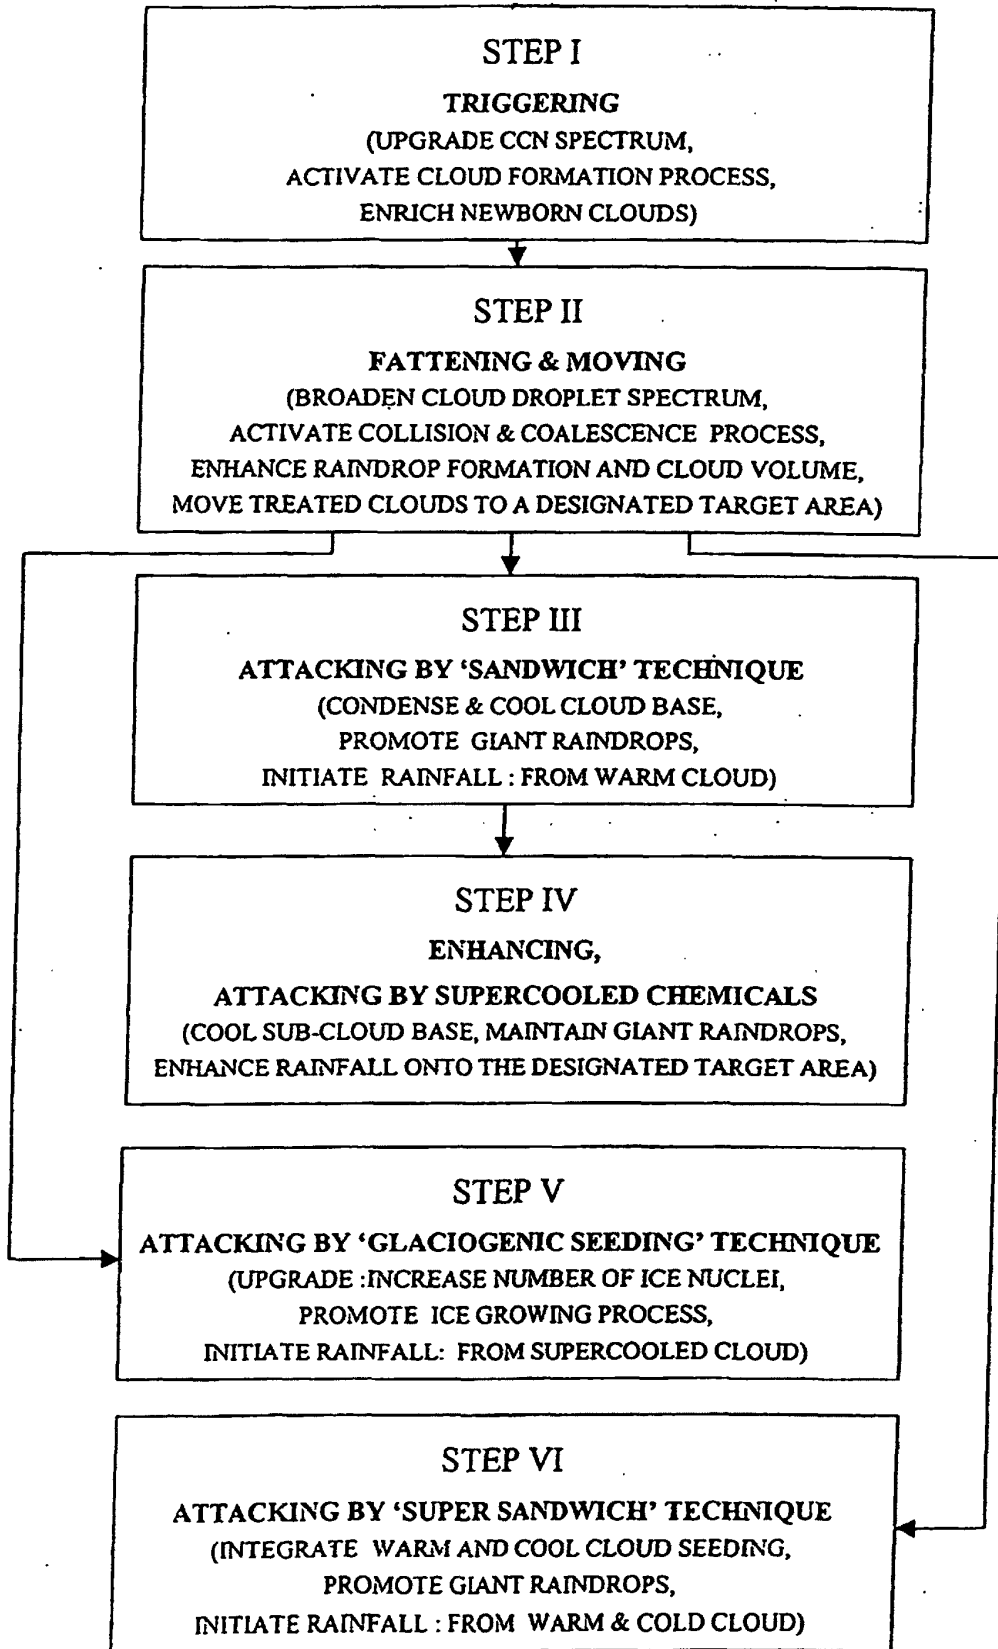 STEP I
TRIGGERING
(UPGRADE CCN SPECTRUM,
ACTIVATE CLOUD FORMATION PROCESS,
ENRICH NEWBORN CLOUDS)
STEP II
FATTENING & MOVING
(BROADEN CLOUD DROPLET SPECTRUM,
ACTIVATE COLLISION & COALESCENCE PROCESS,
ENHANCE RAINDROP FORMATION AND CLOUD VOLUME,
MOVE TREATED CLOUDS TO A DESIGNATED TARGET AREA)
STEP III
ATTACKING BY ‘SANDWICH’ TECHNIQUE
(CONDENSE & COOL CLOUD BASE,
PROMOTE GIANT RAINDROPS,
INITIATE RAINFALL : FROM WARM CLOUD)
STEP IV
ENHANCING,
ATTACKING BY SUPERCOOLED CHEMICALS
(COOL SUB-CLOUD BASE, MAINTAIN GIANT RAINDROPS,
ENHANCE RAINFALL ONTO THE DESIGNATED TARGET AREA)
STEP V
ATTACKING BY ‘GLACIOGENIC SEEDING’ TECHNIQUE
(UPGRADE :INCREASE NUMBER OF ICE NUCLEI,
PROMOTE ICE GROWING PROCESS,
INITIATE RAINFALL: FROM SUPERCOOLED CLOUD)
STEP VI
ATTACKING BY ‘SUPER SANDWICH’ TECHNIQUE
(INTEGRATE WARM AND COOL CLOUD SEEDING,
PROMOTE GIANT RAINDROPS,
INITIATE RAINFALL : FROM WARM & COLD CLOUD)